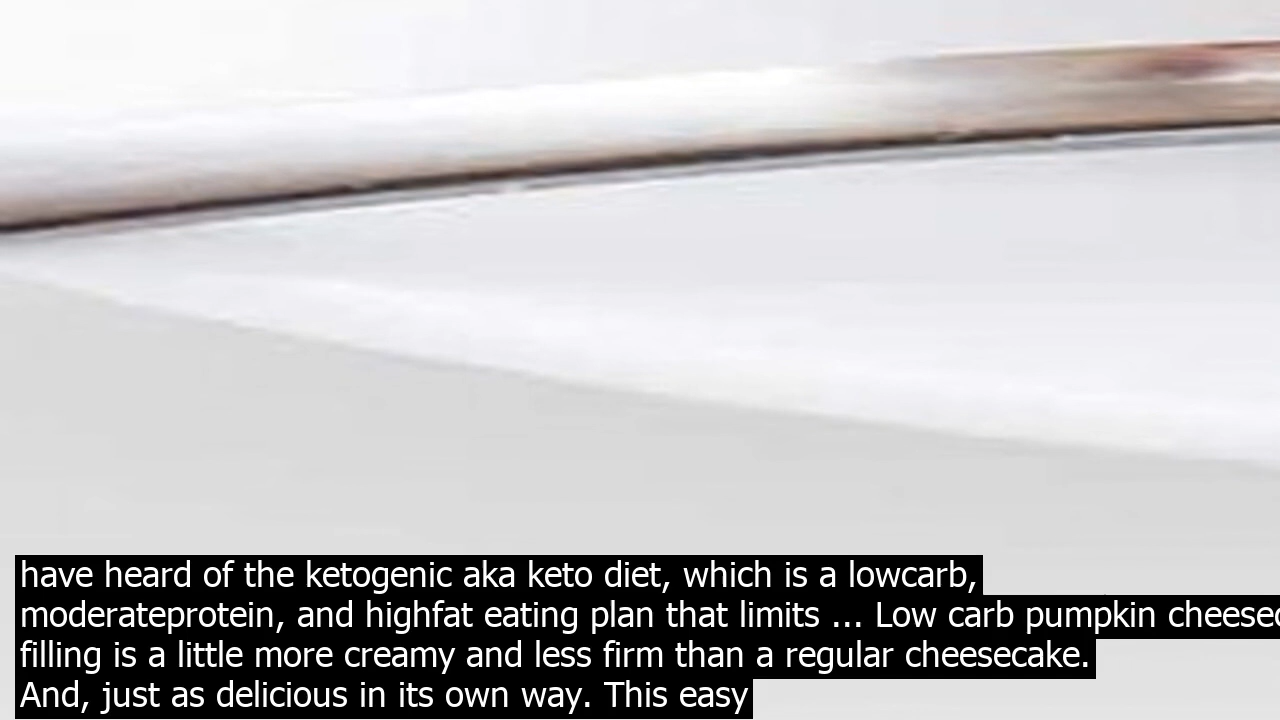 have heard of the ketogenic aka keto diet, which is a lowcarb,
moderateprotein, and highfat eating plan that limits ... Low carb pumpkin
filling is a little more creamy and less firm than a regular cheesecake.
And, just as delicious in its own way. This easy